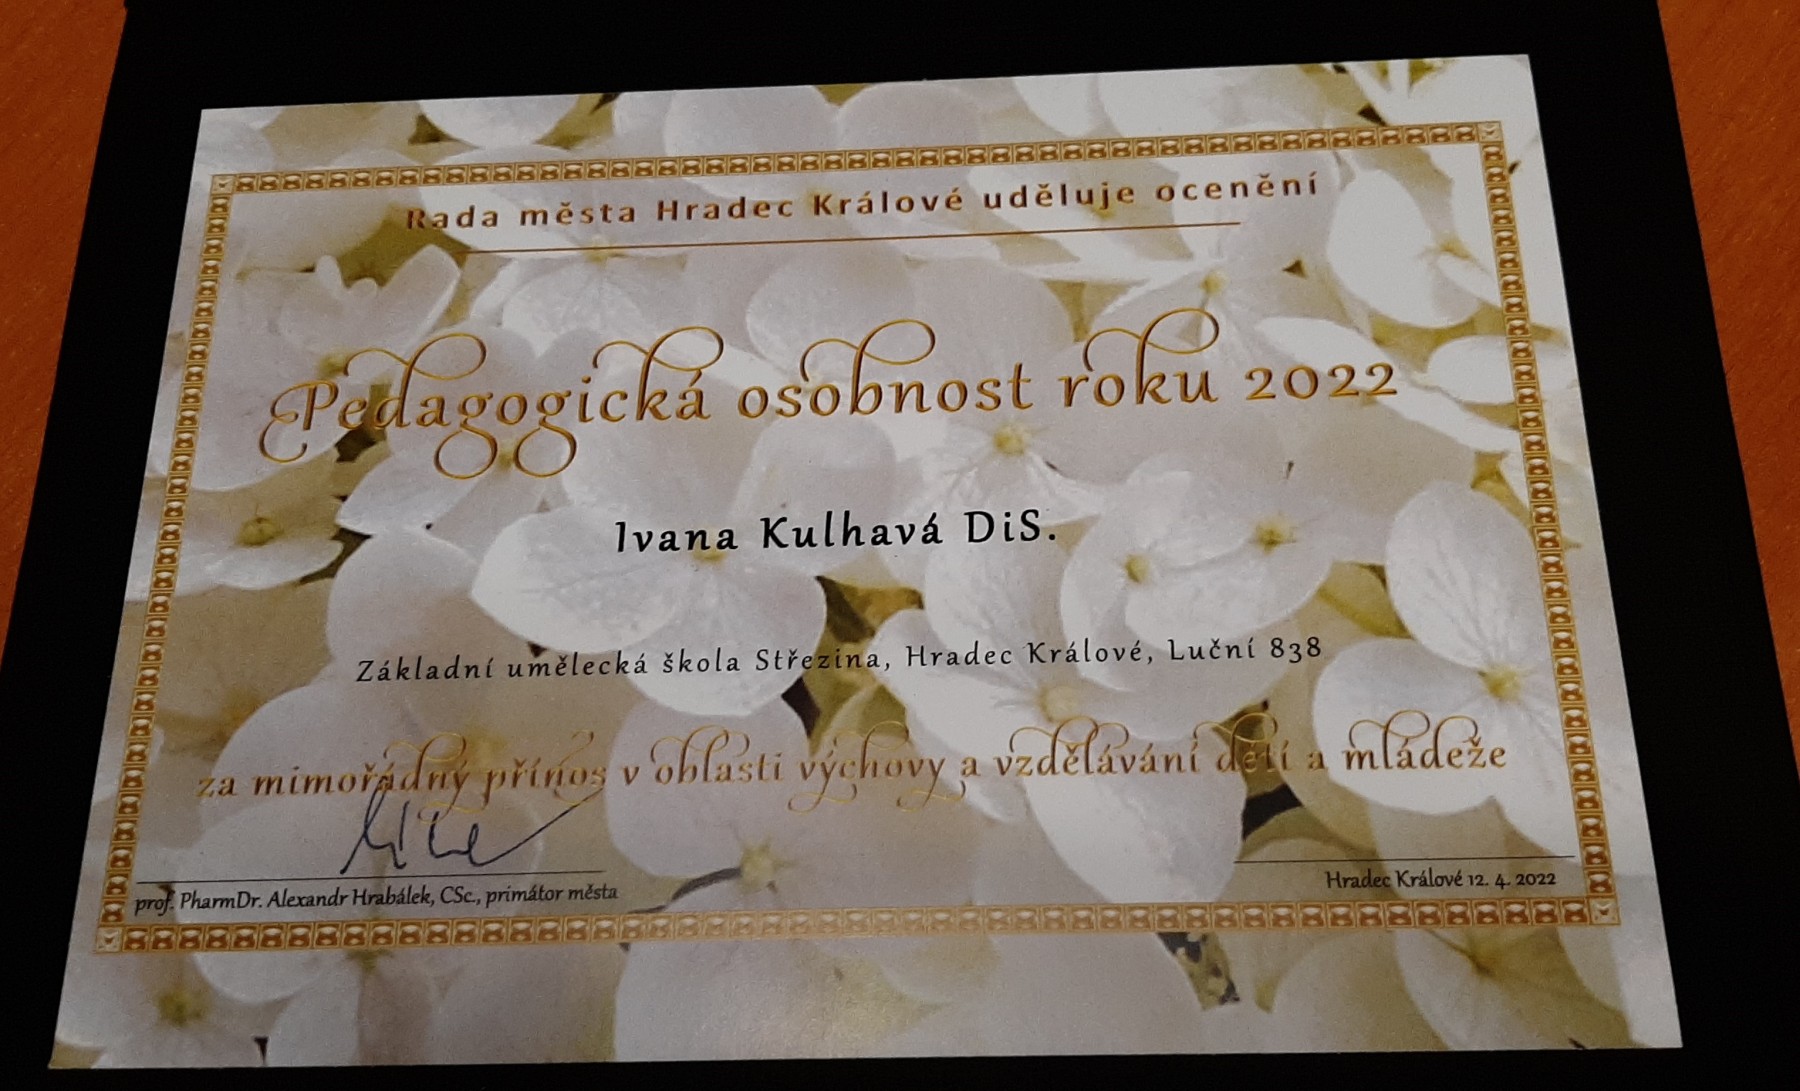 Rada města Hradec Králové uděluje ocenění
Pedagogická osobnost roku 2022
Ivana Kulhavá DiS.
Základní umělecká škola Střezina, Hradec Králové, Luční 838
za mimořádný přínos v oblasti výchovy a vzdělávání dětí a mládeže
prof. PharmDr. Alexandr Hrabálek, CSc., primátor města
Hradec Králové 12. 4. 2022